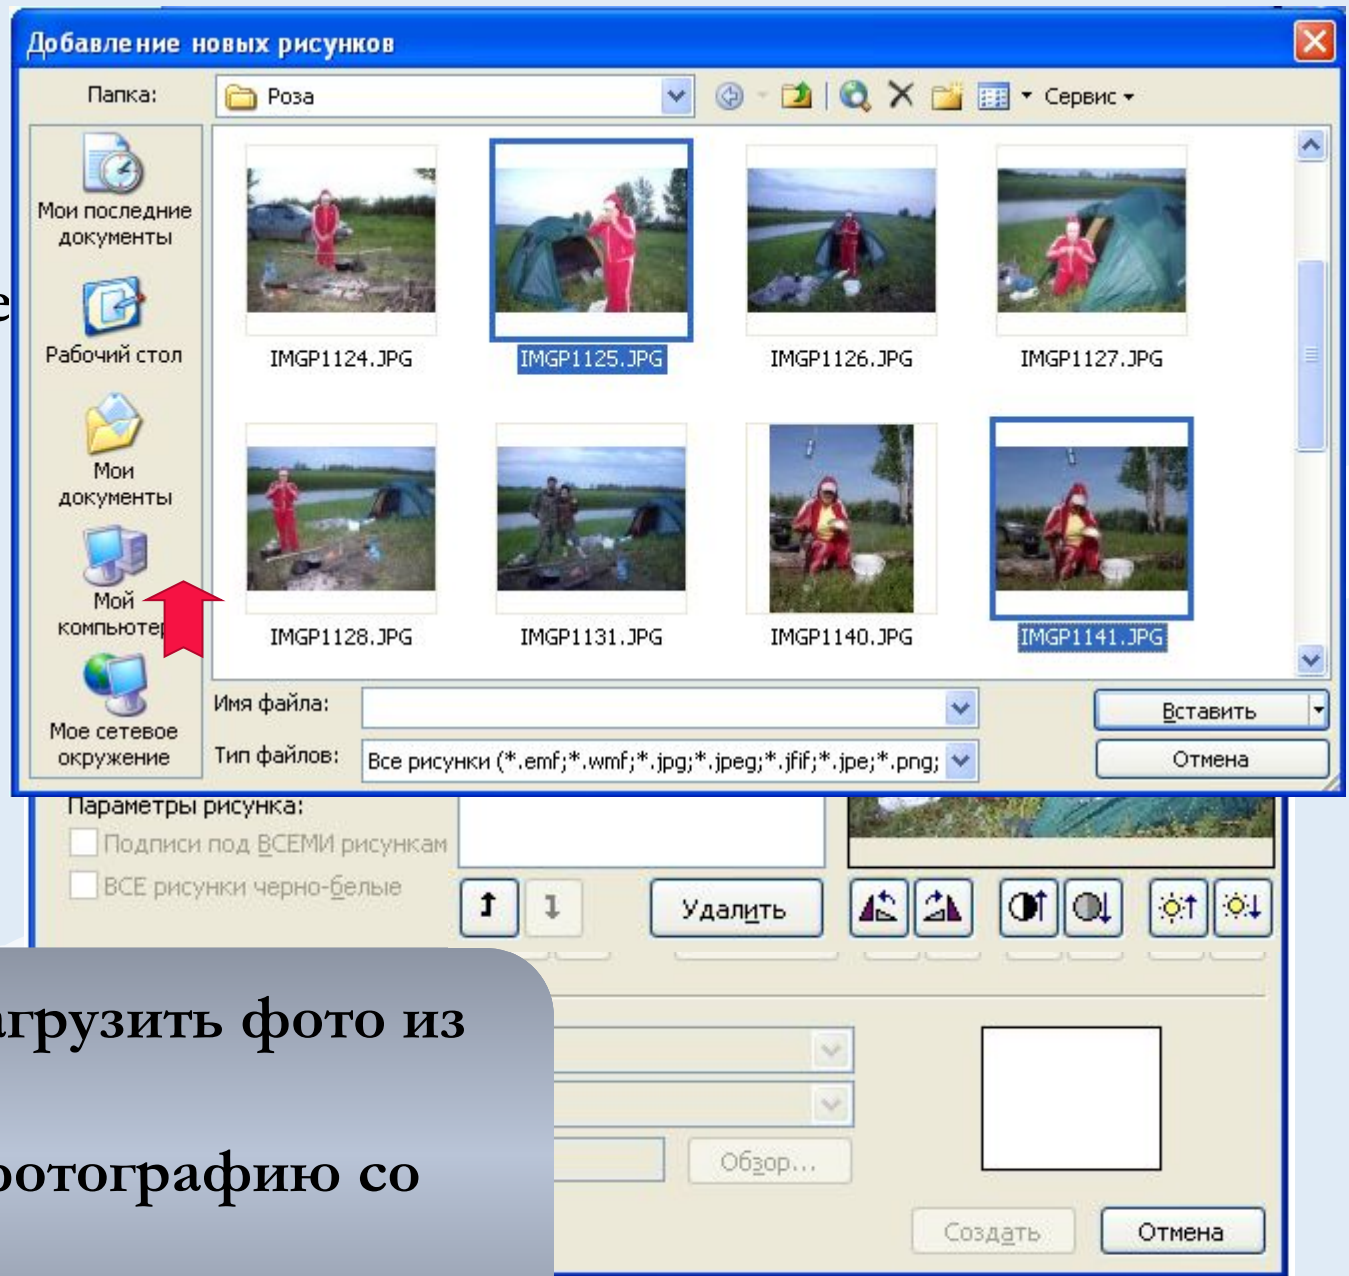 Добавление новых рисунков
Папка:
Роза
Сервис
Мои последние
документы
Рабочий стол
Мои
документы
Мой
компьютер
Мое сетевое
окружение
IMGP1124.JPG
IMGP1125.JPG
IMGP1126.JPG
IMGP1127.JPG
IMGP1128.JPG
IMGP1131.JPG
IMGP1140.JPG
IMGP1141.JPG
Имя файла:
Вставить
Тип файлов:
Все рисунки (*.emf;*.wmf;*.jpg;*.jpeg;*.jfif;*.jpe;*.png;
Отмена
Параметры рисунка:
Подписи под ВСЕМИ рисункам
ВСЕ рисунки черно-белые
Удалить
агрузить фото из
фотографию со
Обзор...
Создать
Отмена